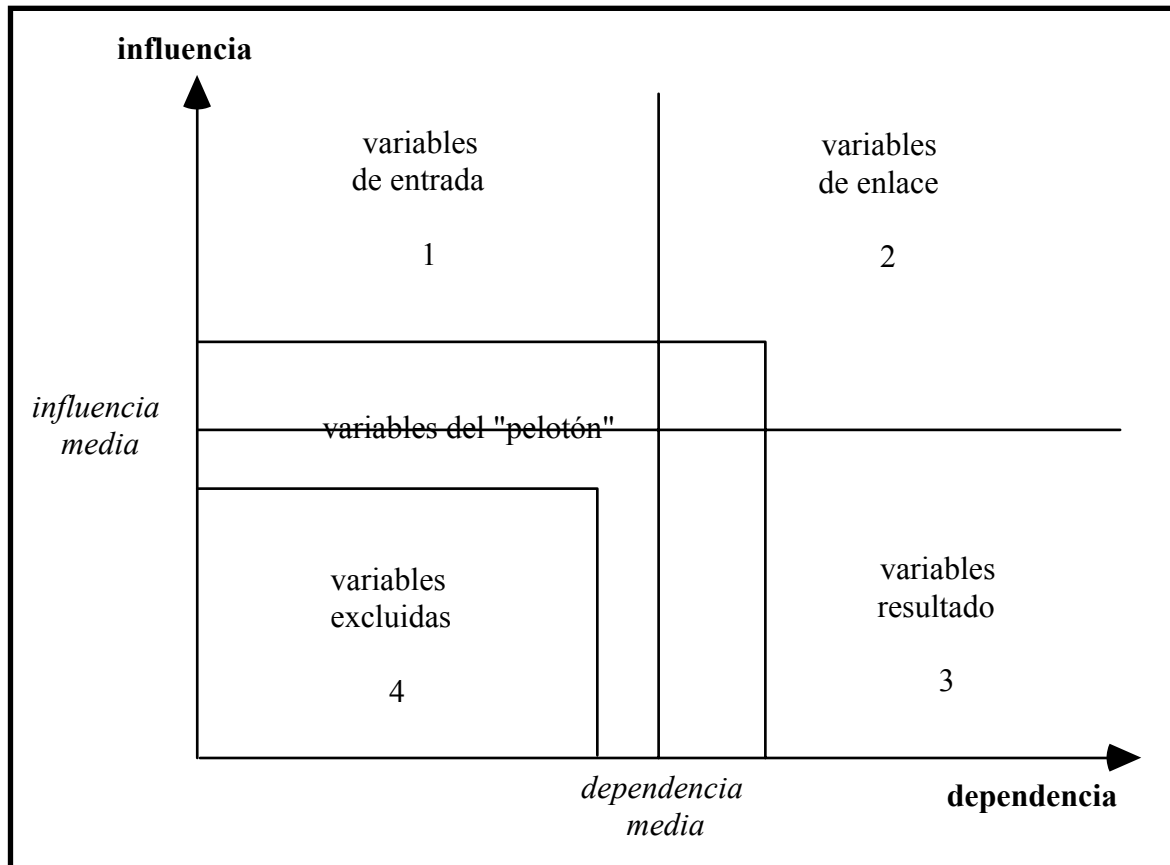 influencia
variables
de entrada
1
variables
de enlace
2
influencia
media
variables del "pelotón"
variables
excluidas
4
variables
resultado
3
dependencia
media
dependencia